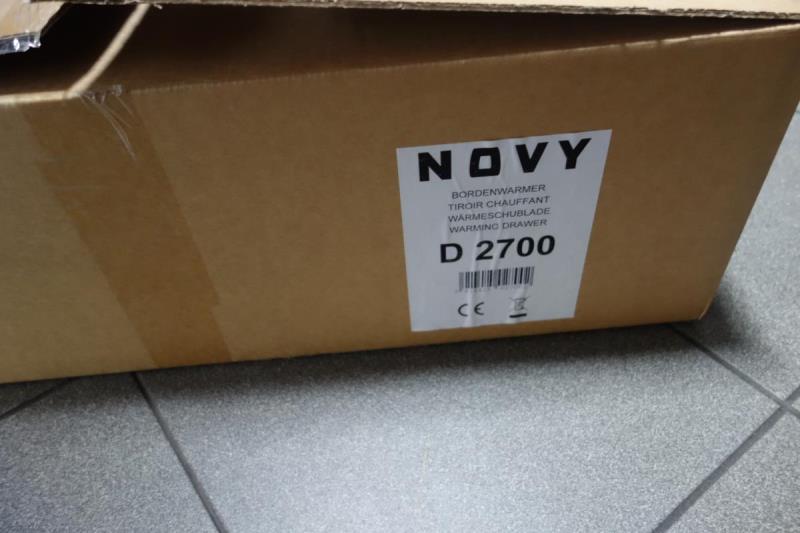 NOVY
BORDENWARMER
TIROIR CHAUFFANT
WÄRMESCHUBLADE
WARMING DRAWER
D 2700
CE